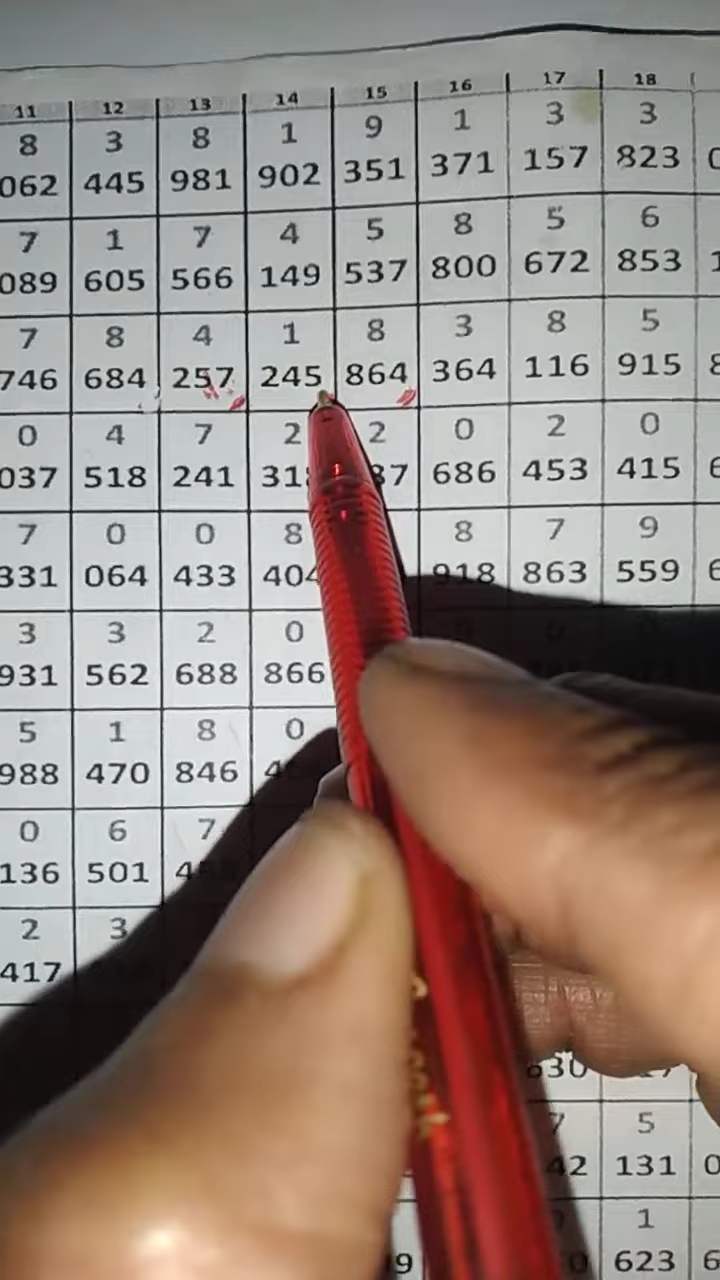 11 12 13 14 15 16 17 18
8 3 8 1 9 1 3 3
062 445 981 902 351 371 157 823
7 1 7 4 5 8 5 6
089 605 566 149 537 800 672 853
7 8 4 1 8 3 8 5
746 684 257 245 864 364 116 915
0 4 7 2 2 0 2 0
037 518 241 686 453 415
7 0 0 8 8 7 9
331 064 433 918 863 559
3 3 2 0
931 562 688 866
5 1 8 0
988 470 846
0 6 7
136 501
2 3
417
5
131
1
623